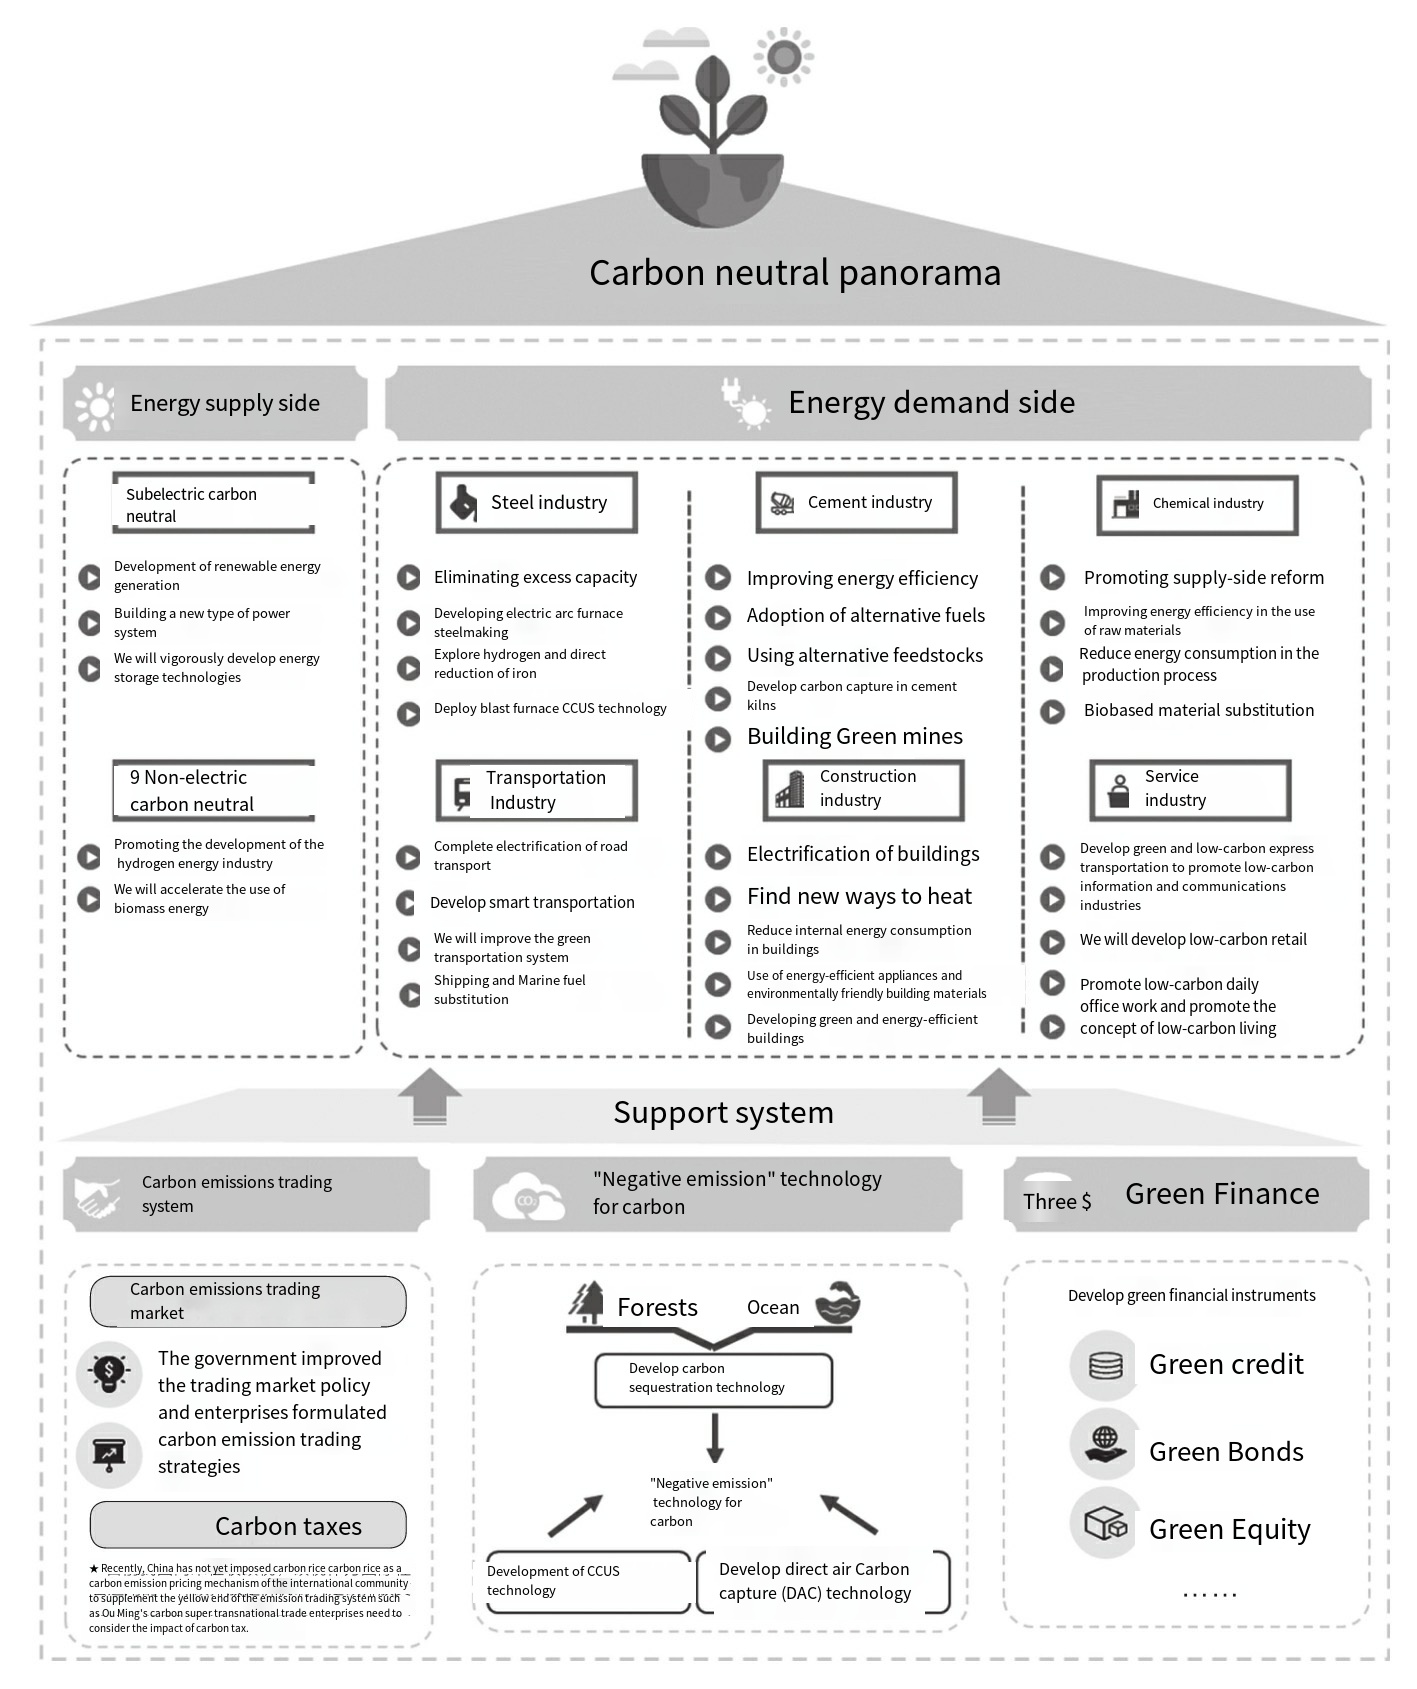 Carbon neutral panorama
Energy supply side
Energy demand side
Subelectric carbon
neutral
Development of renewable energy
generation
Building a new type of power
system
We will vigorously develop energy
storage technologies
9 Non-electric
carbon neutral
Promoting the development of the
hydrogen energy industry
We will accelerate the use of
biomass energy
Steel industry
Eliminating excess capacity
Developing electric arc furnace
steelmaking
Explore hydrogen and direct
reduction of iron
Deploy blast furnace CCUS technology
Transportation
Industry
Complete electrification of road
transport
Develop smart transportation
We will improve the green
transportation system
Shipping and Marine fuel
substitution
Cement industry
Improving energy efficiency
Adoption of alternative fuels
Using alternative feedstocks
Develop carbon capture in cement
kilns
Building Green mines
Construction
industry
Electrification of buildings
Find new ways to heat
Reduce internal energy consumption
in buildings
Use of energy-efficient appliances and
environmentally friendly building materials
Developing green and energy-efficient
buildings
Chemical industry
Promoting supply-side reform
Improving energy efficiency in the use
of raw materials
Reduce energy consumption in the
production process
Biobased material substitution
Service
industry
Develop green and low-carbon express
transportation to promote low-carbon
information and communications
industries
We will develop low-carbon retail
Promote low-carbon daily
office work and promote the
concept of low-carbon living
Support system
Carbon emissions trading
system
Carbon emissions trading
market
$
The government improved
the trading market policy
and enterprises formulated
carbon emission trading
strategies
Carbon taxes
★ Recently, China has not yet imposed carbon rice carbon rice as a
carbon emission pricing mechanism of the international community
to supplement the yellow end of the emission trading system such
as Ou Ming's carbon super transnational trade enterprises need to
consider the impact of carbon tax.
CO2
"Negative emission" technology
for carbon
Forests
Ocean
Develop carbon
sequestration technology
"Negative emission"
technology for
carbon
Development of CCUS
technology
Develop direct air Carbon
capture (DAC) technology
Three $
Green Finance
Develop green financial instruments
Green credit
Green Bonds
Green Equity
......